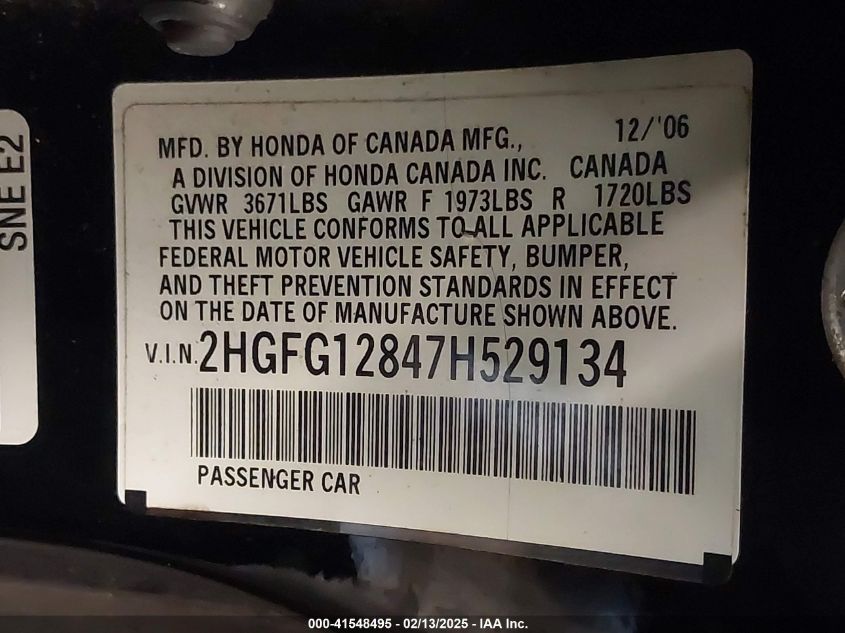 SNE E2
MFD. BY HONDA OF CANADA MFG., 12/'06
A DIVISION OF HONDA CANADA INC. CANADA
GVWR 3671LBS GAWR F 1973LBS R 1720LBS
THIS VEHICLE CONFORMS TO ALL APPLICABLE
FEDERAL MOTOR VEHICLE SAFETY, BUMPER,
AND THEFT PREVENTION STANDARDS IN EFFECT
ON THE DATE OF MANUFACTURE SHOWN ABOVE.
V.I.N. 2HGFG12847H529134
PASSENGER CAR
000-41548495 - 02/13/2025 - IAA Inc.